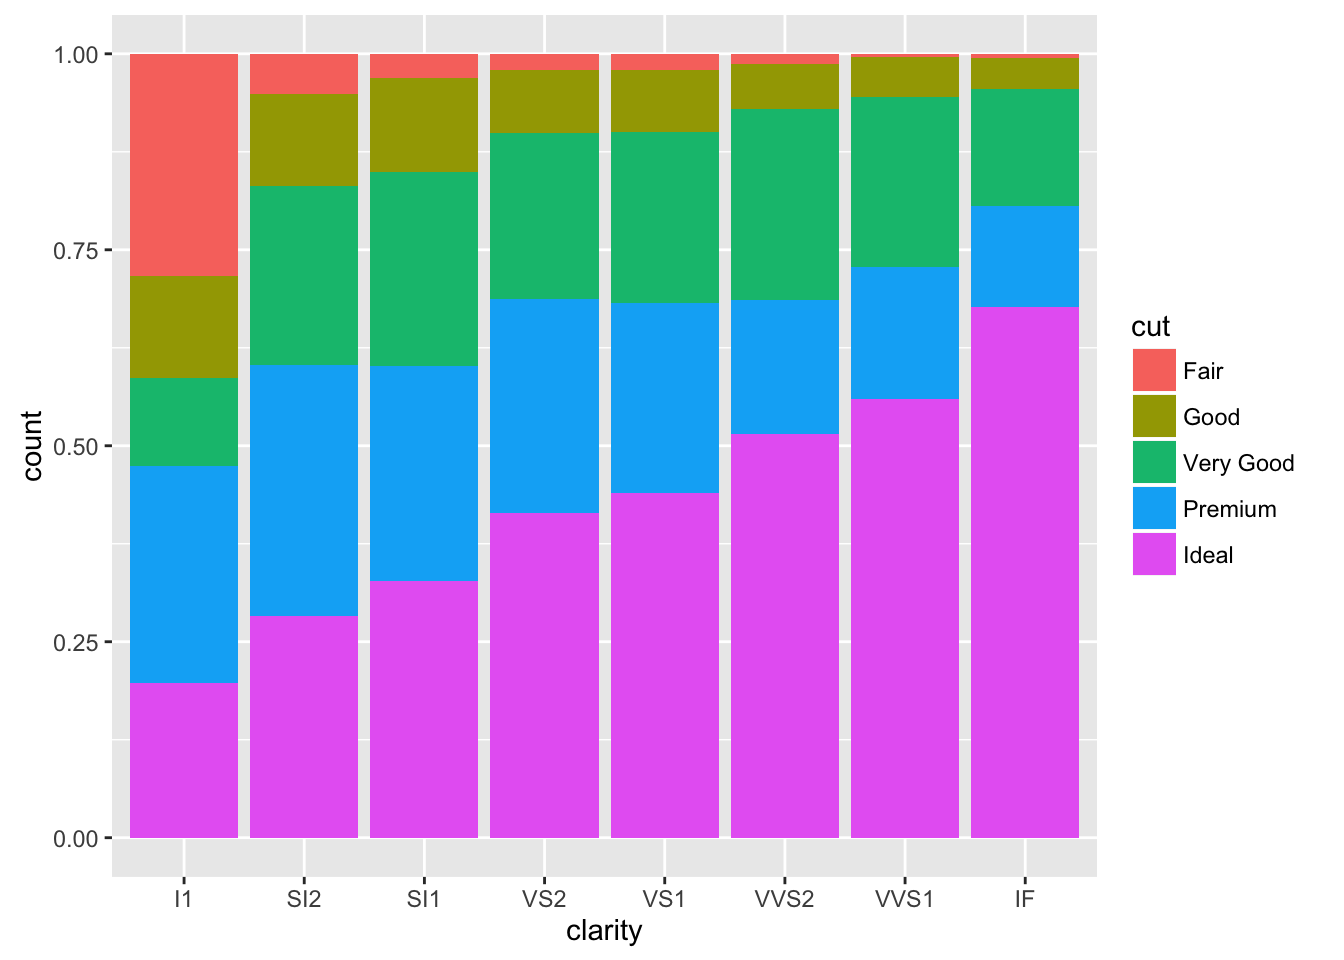 1.00
0.75
0.50
0.25
0.00
count
I1 SI2 SI1 VS2 VS1 VVS2 VVS1 IF
clarity
cut
Fair
Good
Very Good
Premium
Ideal